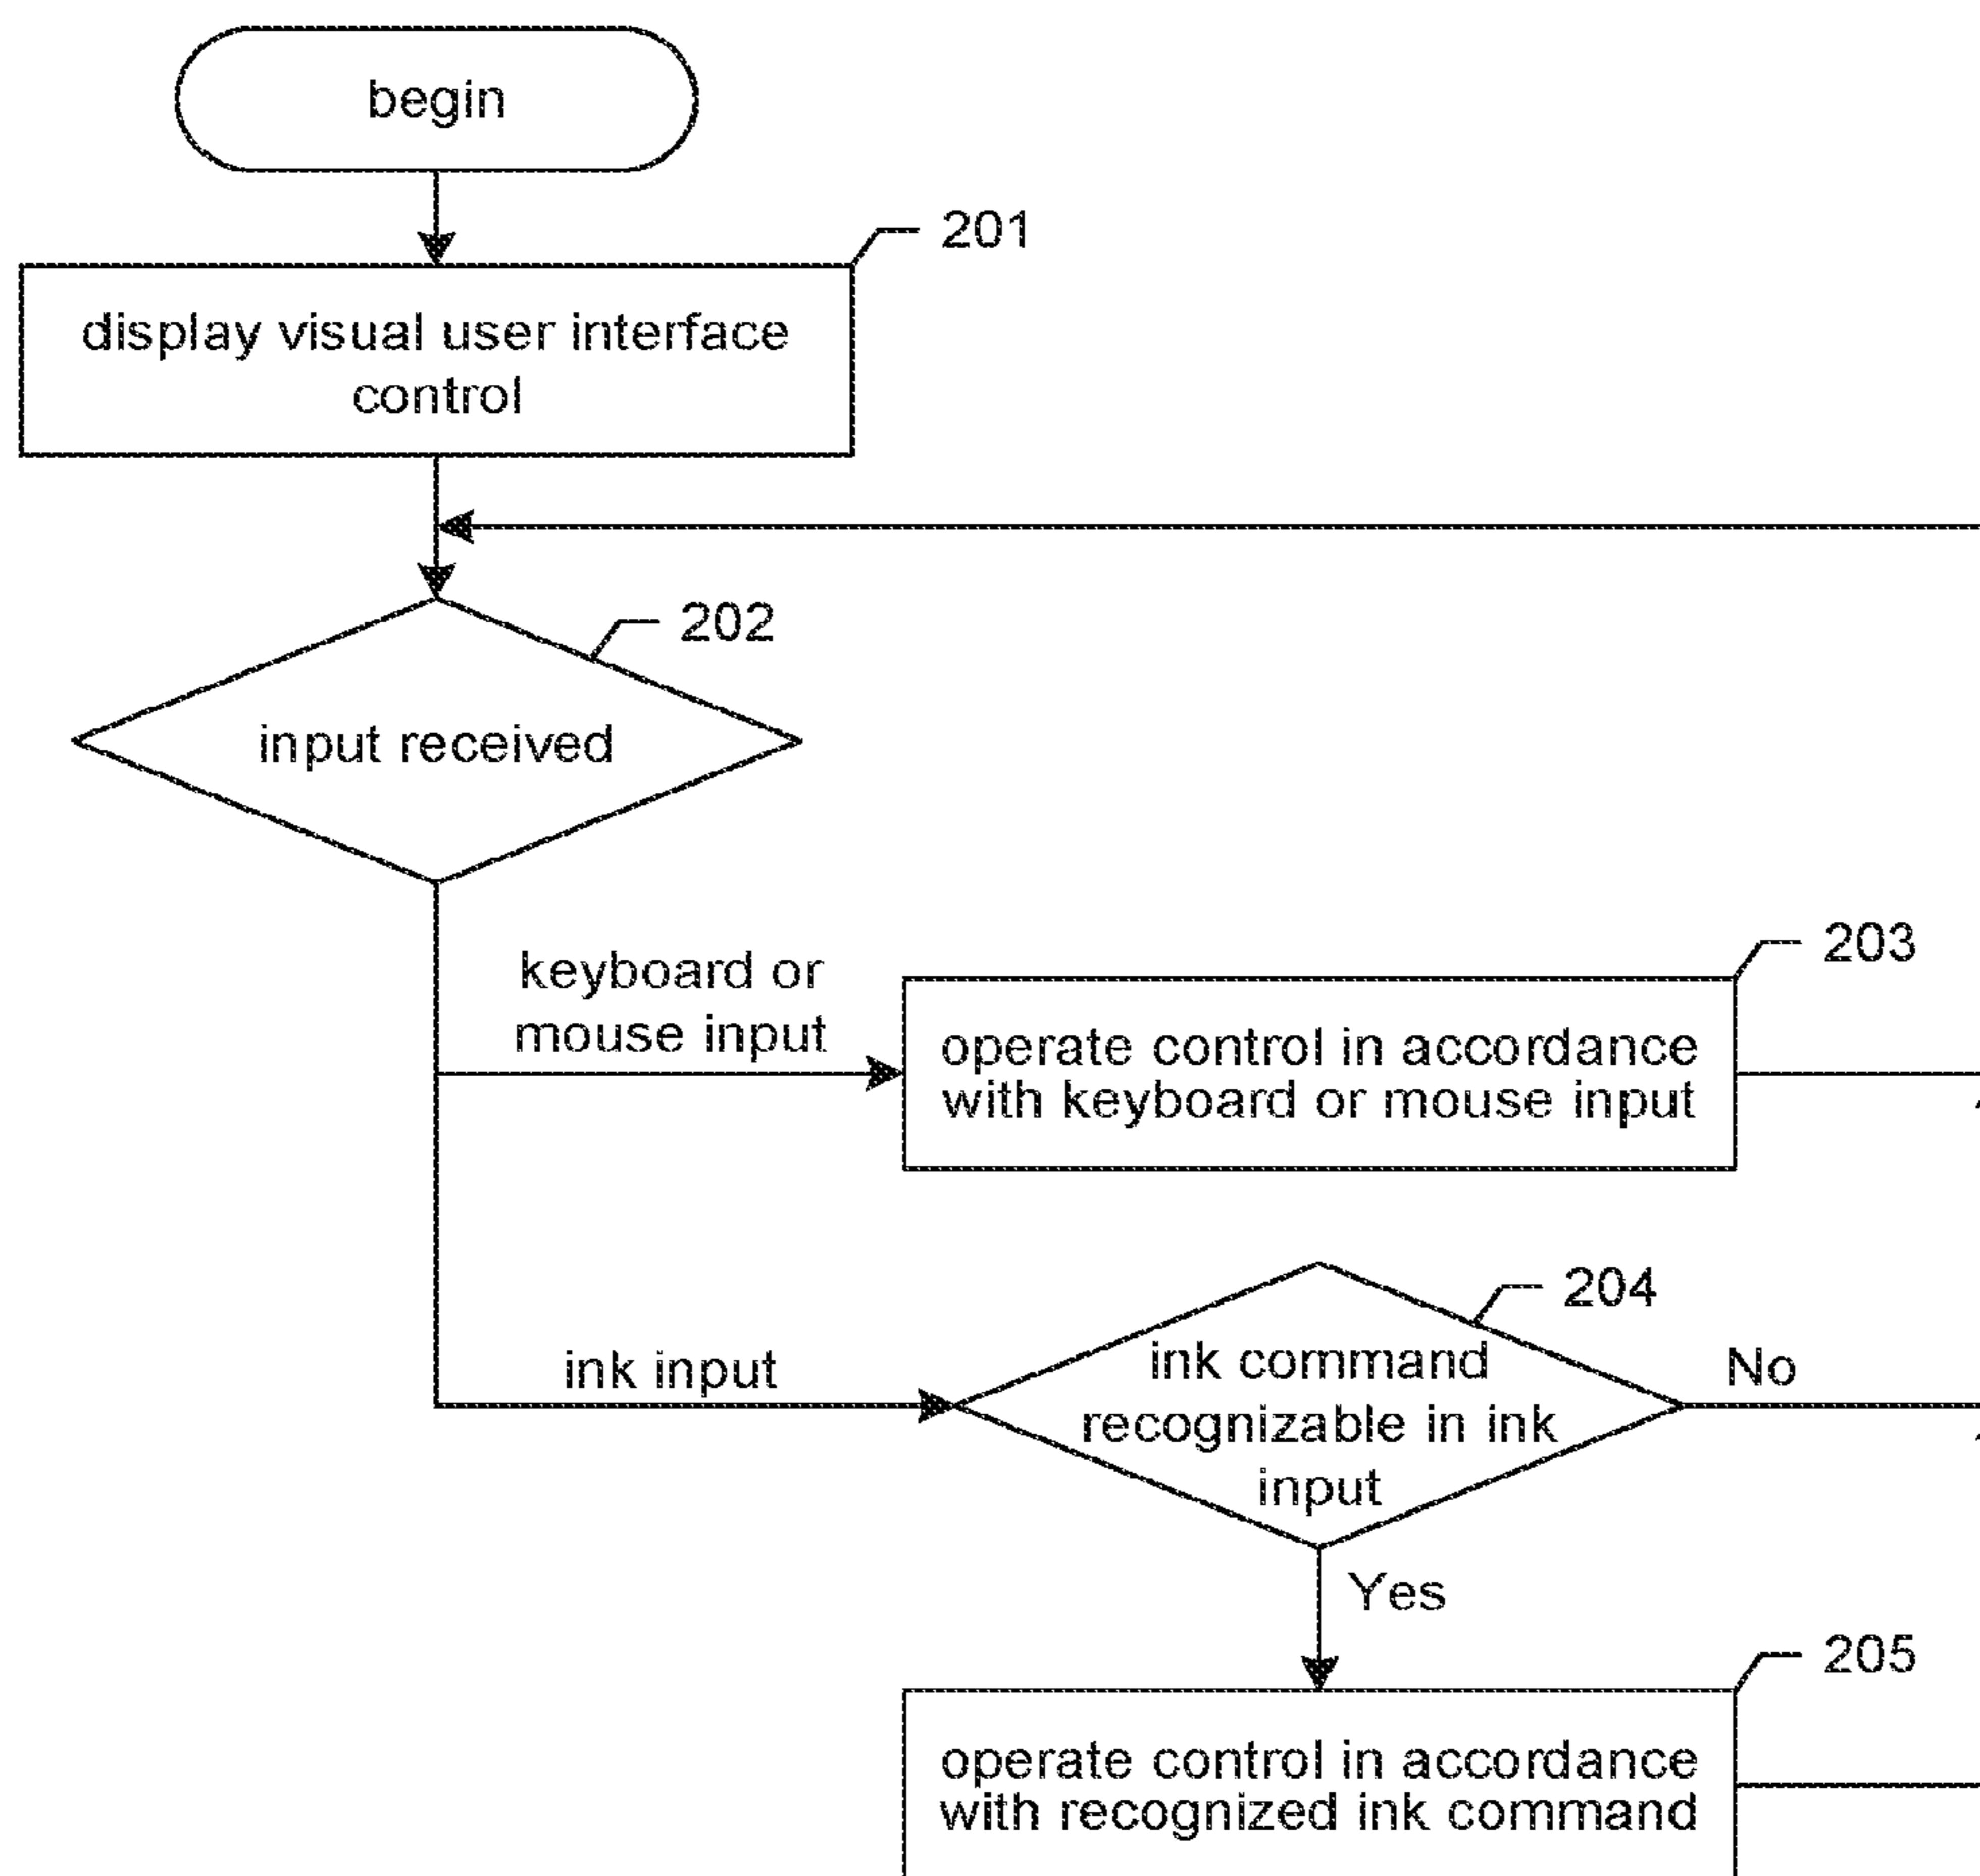 begin
201
display visual user interface
control
202
input received
keyboard or
mouse input
203
operate control in accordance
with keyboard or mouse input
204
ink input
ink command
recognizable in ink
input
No
Yes
205
operate control in accordance
with recognized ink command